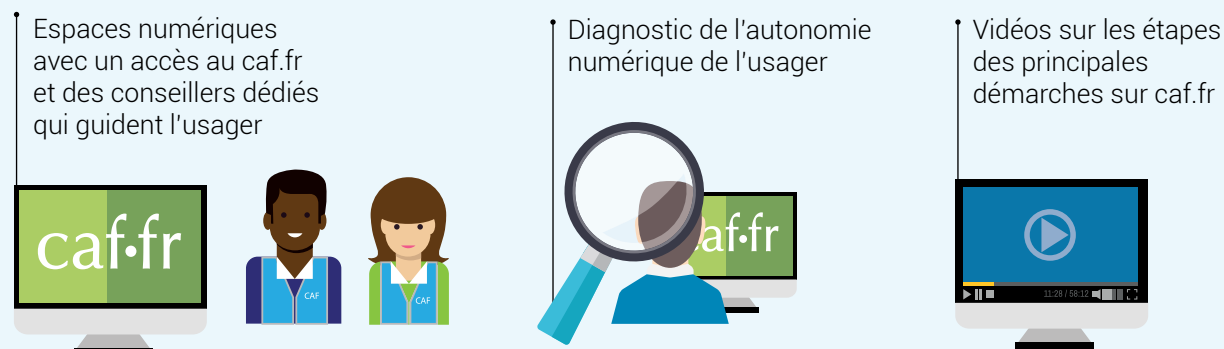 Espaces numériques
avec un accès au caf.fr
et des conseillers dédiés
qui guident l'usager
caf.fr
CAF
CAF
Diagnostic de l'autonomie
numérique de l'usager
af.fr
Vidéos sur les étapes
des principales
démarches sur caf.fr
11:28 / 58:12